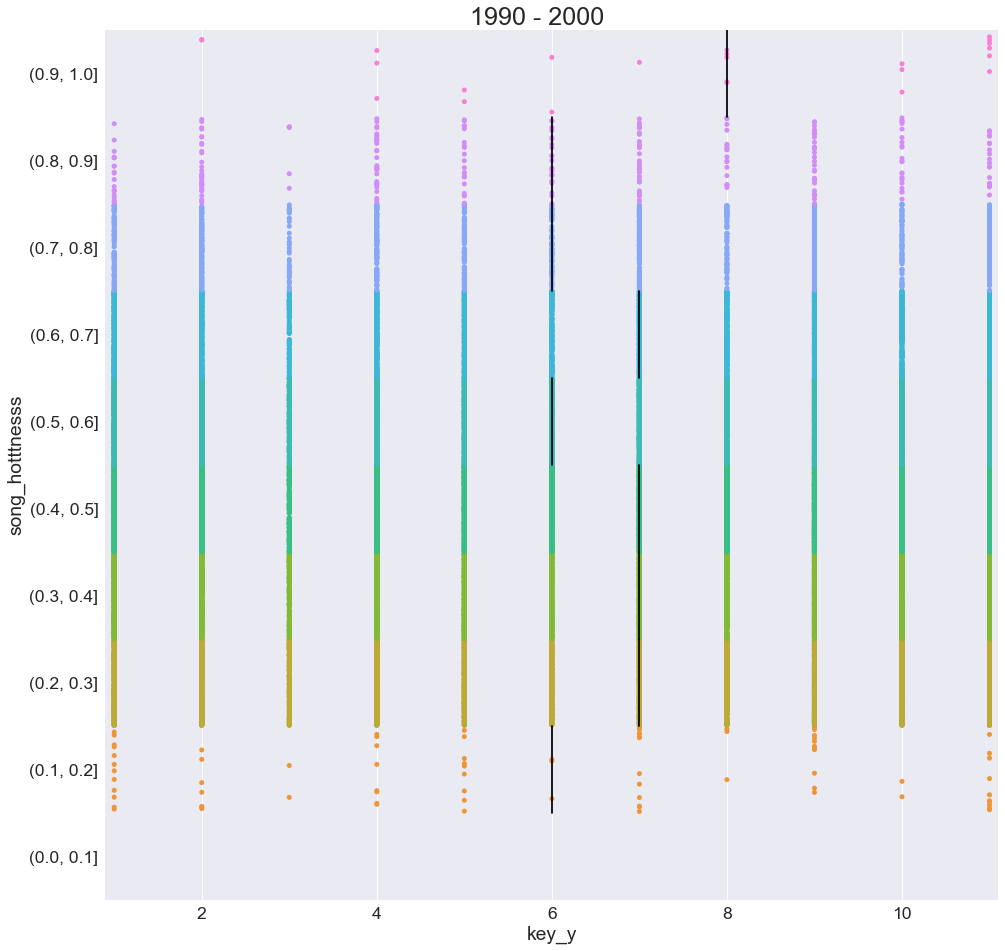 1990 - 2000
(0.9, 1.0]
(0.8, 0.9]
(0.7, 0.8]
(0.6, 0.7]
(0.5, 0.6]
(0.4, 0.5]
(0.3, 0.4]
(0.2, 0.3]
(0.1, 0.2]
(0.0, 0.1]
song_hotttnesss
2 4 6 8 10
key_y